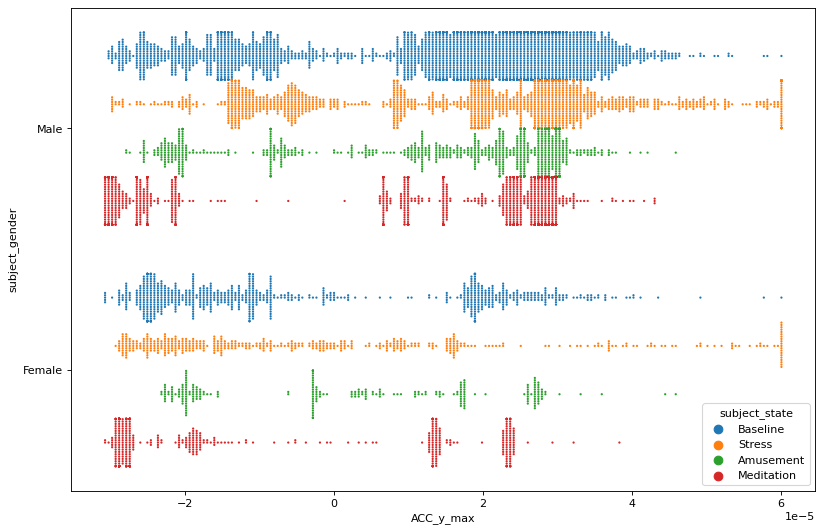 subject_gender
Male
Female
−2
0
2
4
6
1e−5
ACC_y_max
subject_state
Baseline
Stress
Amusement
Meditation